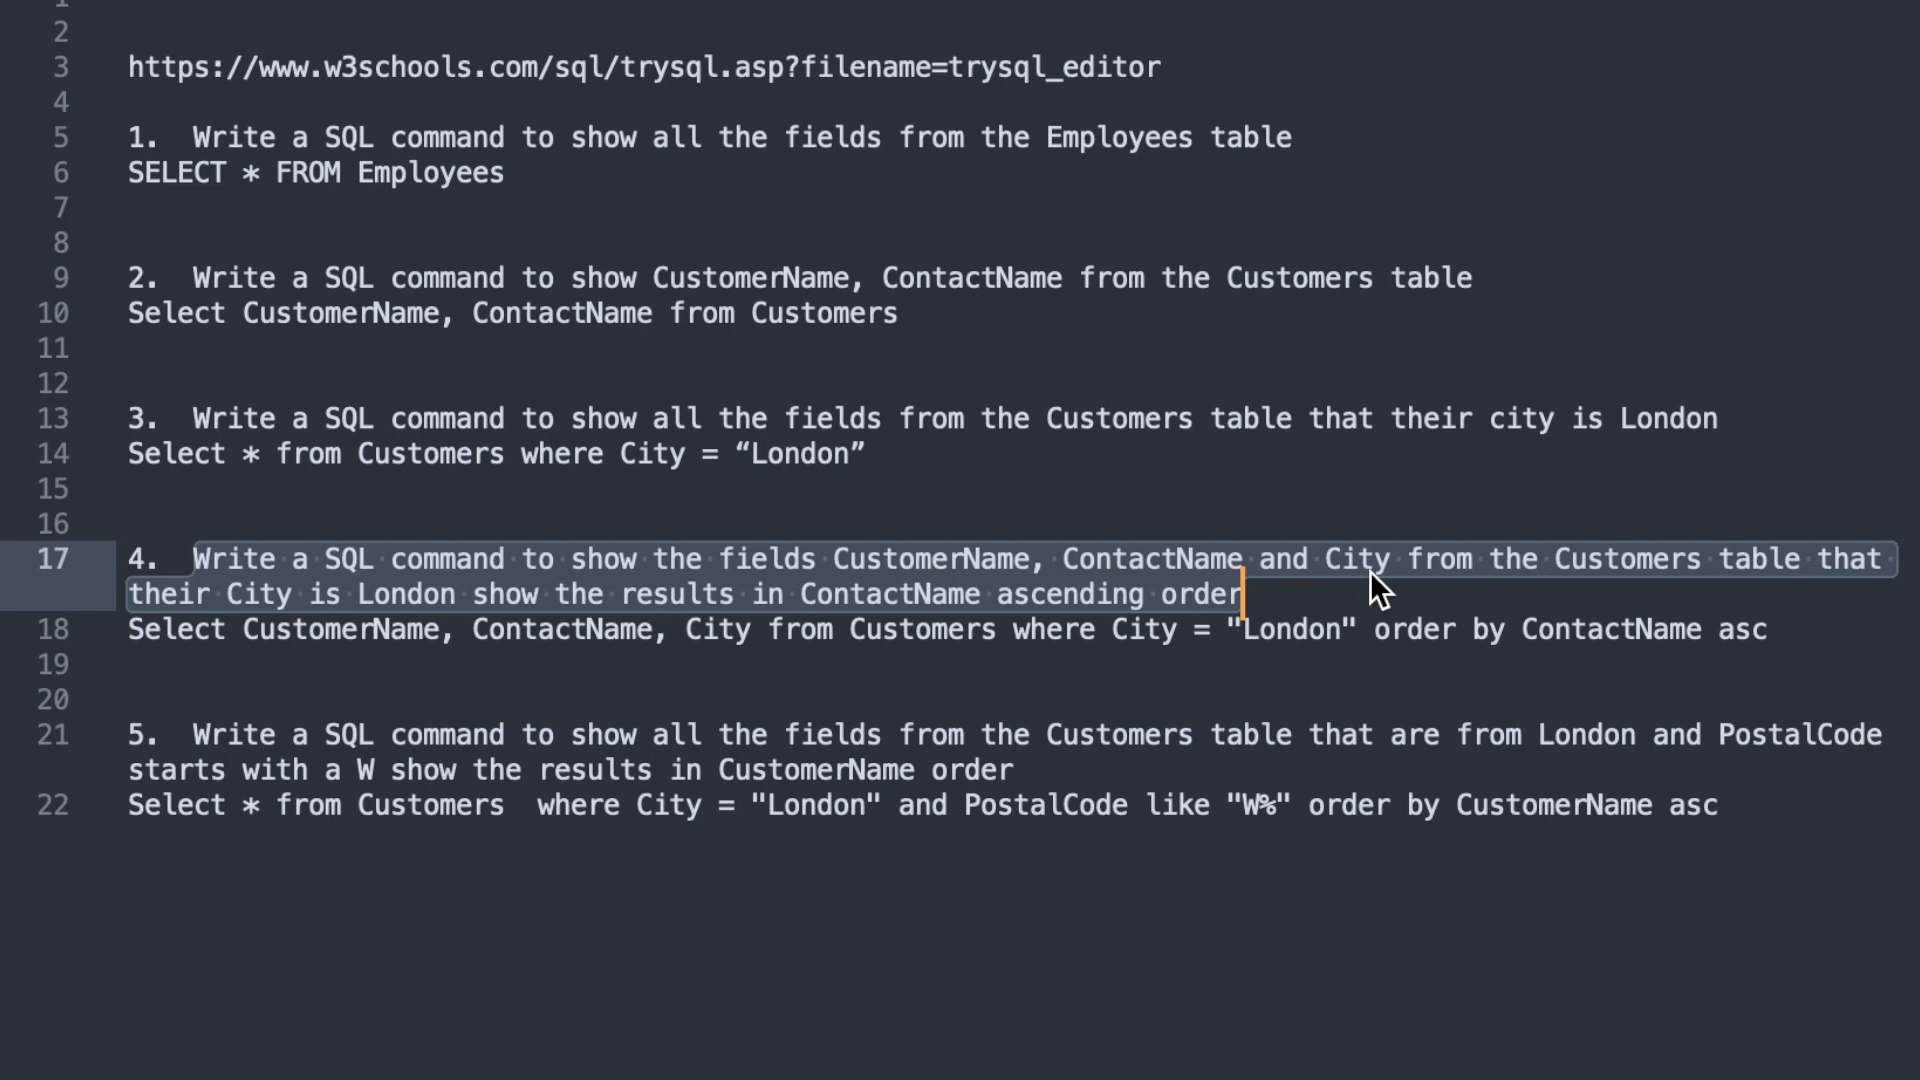 1
2
3 https://www.w3schools.com/sql/trysql.asp?filename=trysql_editor
4
5 1.  Write a SQL command to show all the fields from the Employees table
6 SELECT * FROM Employees
7
8
9 2.  Write a SQL command to show CustomerName, ContactName from the Customers table
10 Select CustomerName, ContactName from Customers
11
12
13 3.  Write a SQL command to show all the fields from the Customers table that their city is London
14 Select * from Customers where City = “London”
15
16
17 4.  Write a SQL command to show the fields CustomerName, ContactName and City from the Customers table that
their City is London show the results in ContactName ascending order
18 Select CustomerName, ContactName, City from Customers where City = "London" order by ContactName asc
19
20
21 5.  Write a SQL command to show all the fields from the Customers table that are from London and PostalCode
starts with a W show the results in CustomerName order
22 Select * from Customers  where City = "London" and PostalCode like "W%" order by CustomerName asc